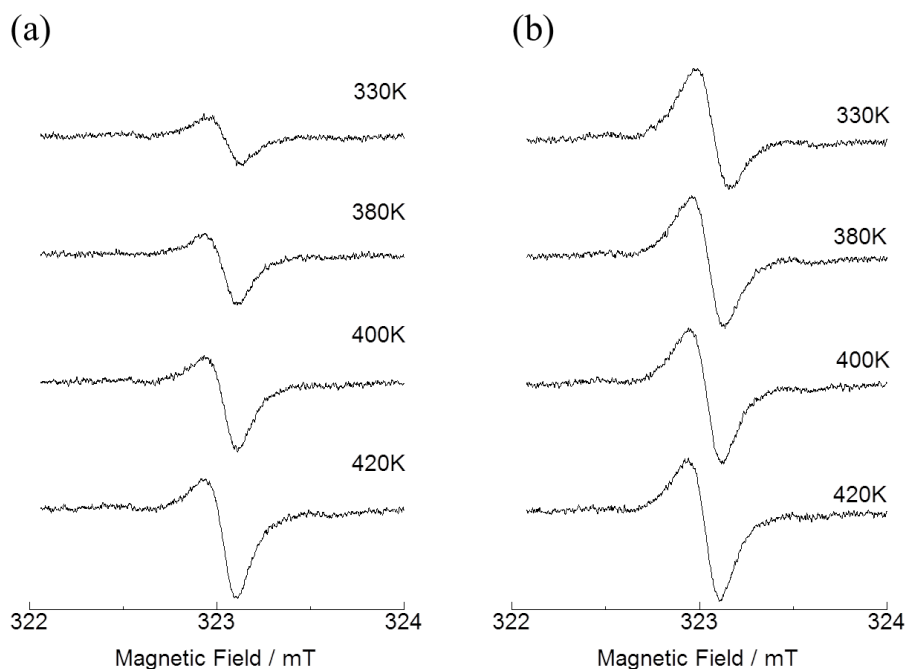 (a)
330K
380K
400K
420K
322
323
324
Magnetic Field / mT
(b)
330K
380K
400K
420K
322
323
324
Magnetic Field / mT